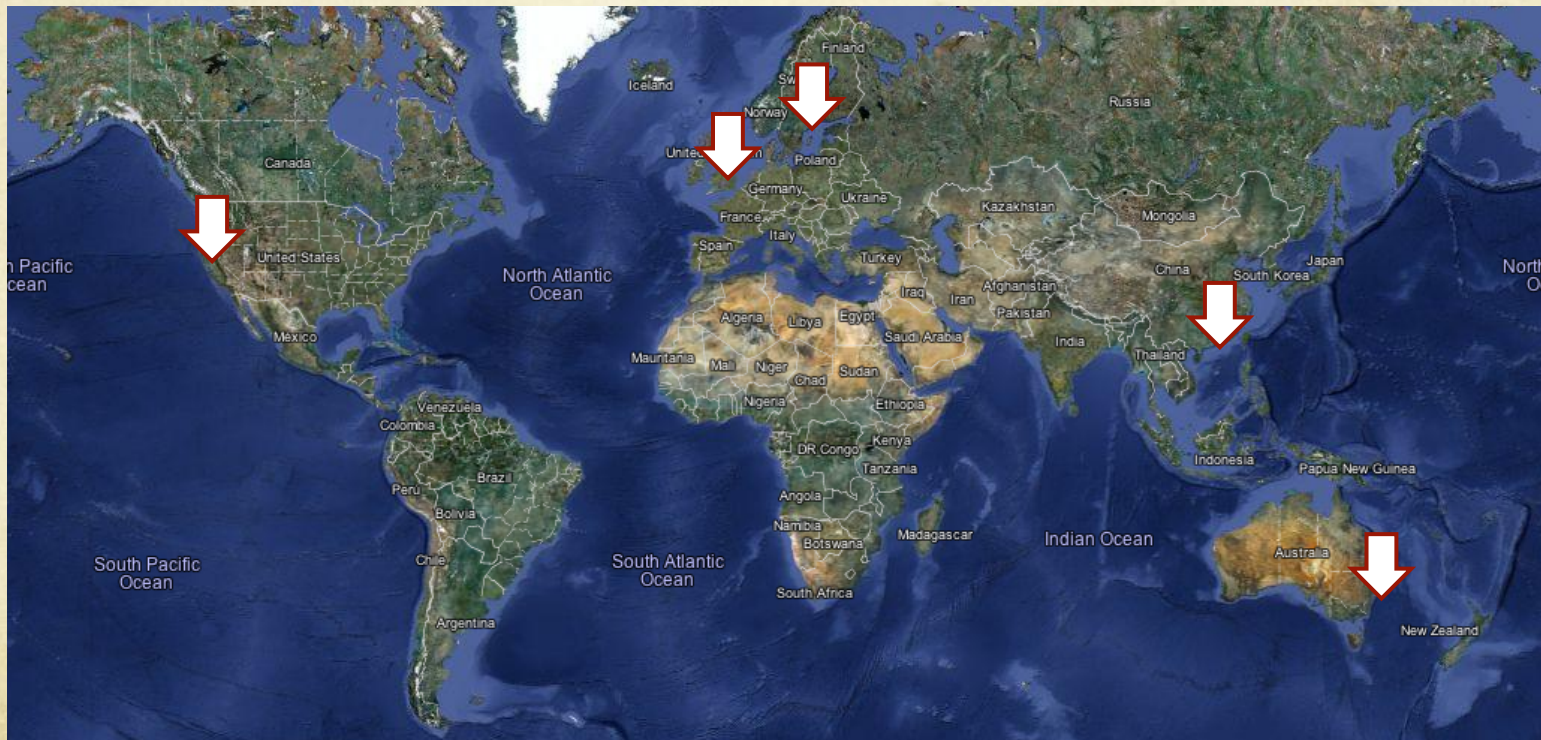 Finland
Iceland
Sw
Russia
Norway
Canada
United
m
Poland
Germany
Ukraine
Kazakhstan
Mongolia
France
Italy
Spain
United States
Turkey
China
Japan
n Pacific
cean
North Atlantic
Ocean
South Korea
North
O
Iraq
Iran
Afghanistan
Pakistan
México
Algeria
Libya
Egypt
Saudi Arabia
India
Mauritania
Mali
Niger
Chad
Sudan
Thailand
Nigeria
Ethiopia
Venezuela
Colombia
Kenya
DR Congo
Tanzania
Indonesia
Papua New Guinea
Brazil
Peru
Angola
Bolivia
Namibia
Botswana
Madagascar
Indian Ocean
Australia
South Pacific
Ocean
Chile
South Atlantic
Ocean
South Africa
Argentina
New Zealand